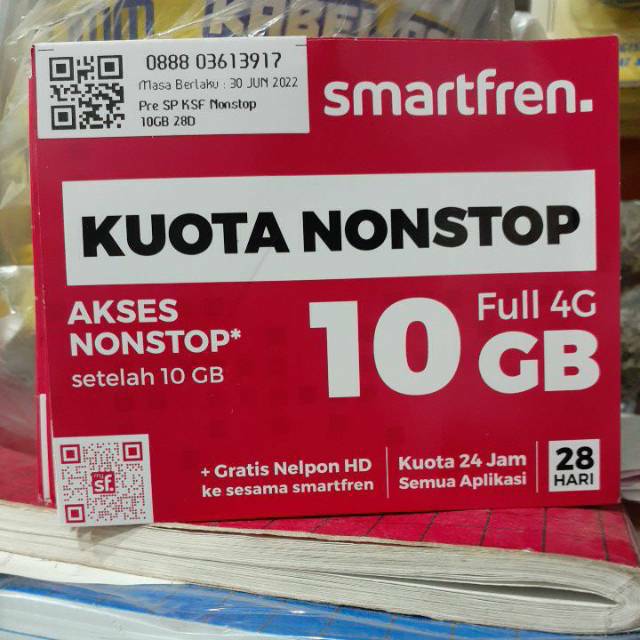 0888 03613917
Masa Berlaku : 30 JUN 2022
Pre SP KSF Nonstop
10GB 28D
smartfren.
KUOTA NONSTOP
AKSES
NONSTOP*
setelah 10 GB
10
Full 4G
GB
+ Gratis Nelpon HD
ke sesama smartfren
Kuota 24 Jam
Semua Aplikasi
28
HARI
my
sf.